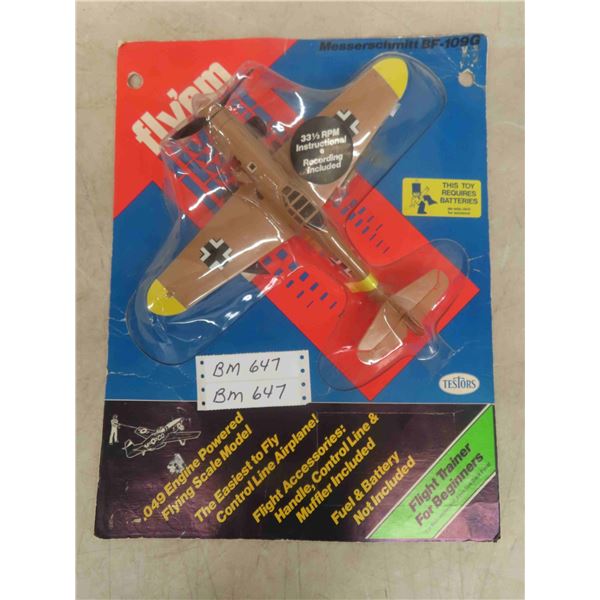 Messerschmitt BF-109G
fly'em
33⅓ RPM
Instructional
Recording
Included
THIS TOY
REQUIRES
BATTERIES
BM 647
BM 647
TESTORS
.049 Engine Powered
Flying Scale Model
The Easiest to Fly
Control Line Airplane!
Flight Accessories:
Handle, Control Line &
Muffler Included
Fuel & Battery
Not Included
Flight Trainer
For Beginners